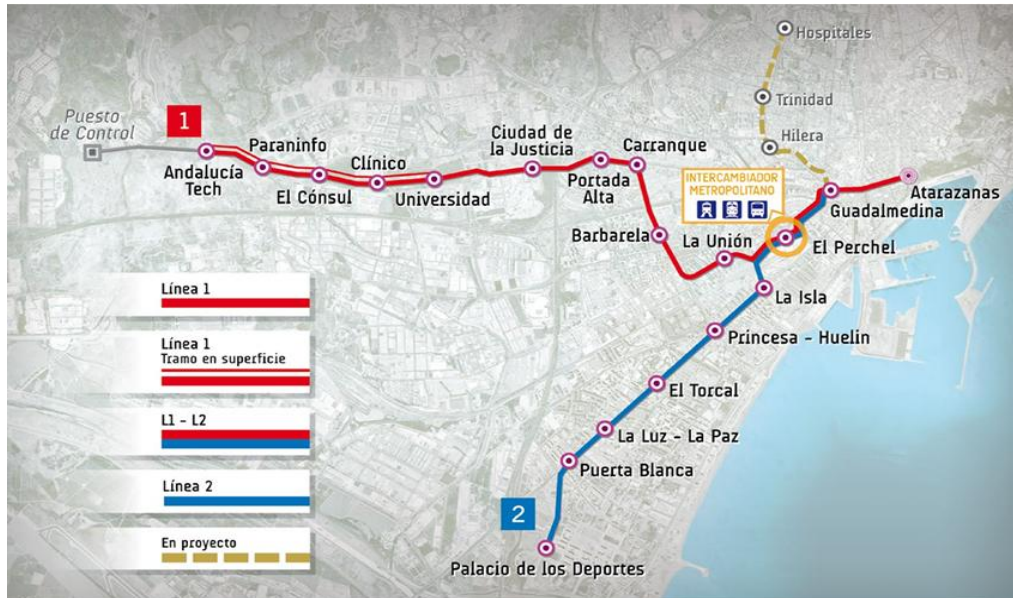 Hospitales
Trinidad
Hilera
Puesto
de Control
1
Andalucía
Tech
Paraninfo
El Cónsul
Clínico
Universidad
Ciudad de
la Justicia
Portada
Alta
Carranque
Barbarela
La Unión
INTERCAMBIADOR
METROPOLITANO
El Perchel
Guadalmedina
Atarazanas
La Isla
Princesa - Huelin
El Torcal
La Luz - La Paz
Puerta Blanca
2
Palacio de los Deportes
Línea 1
Línea 1
Tramo en superficie
L1 - L2
Línea 2
En proyecto